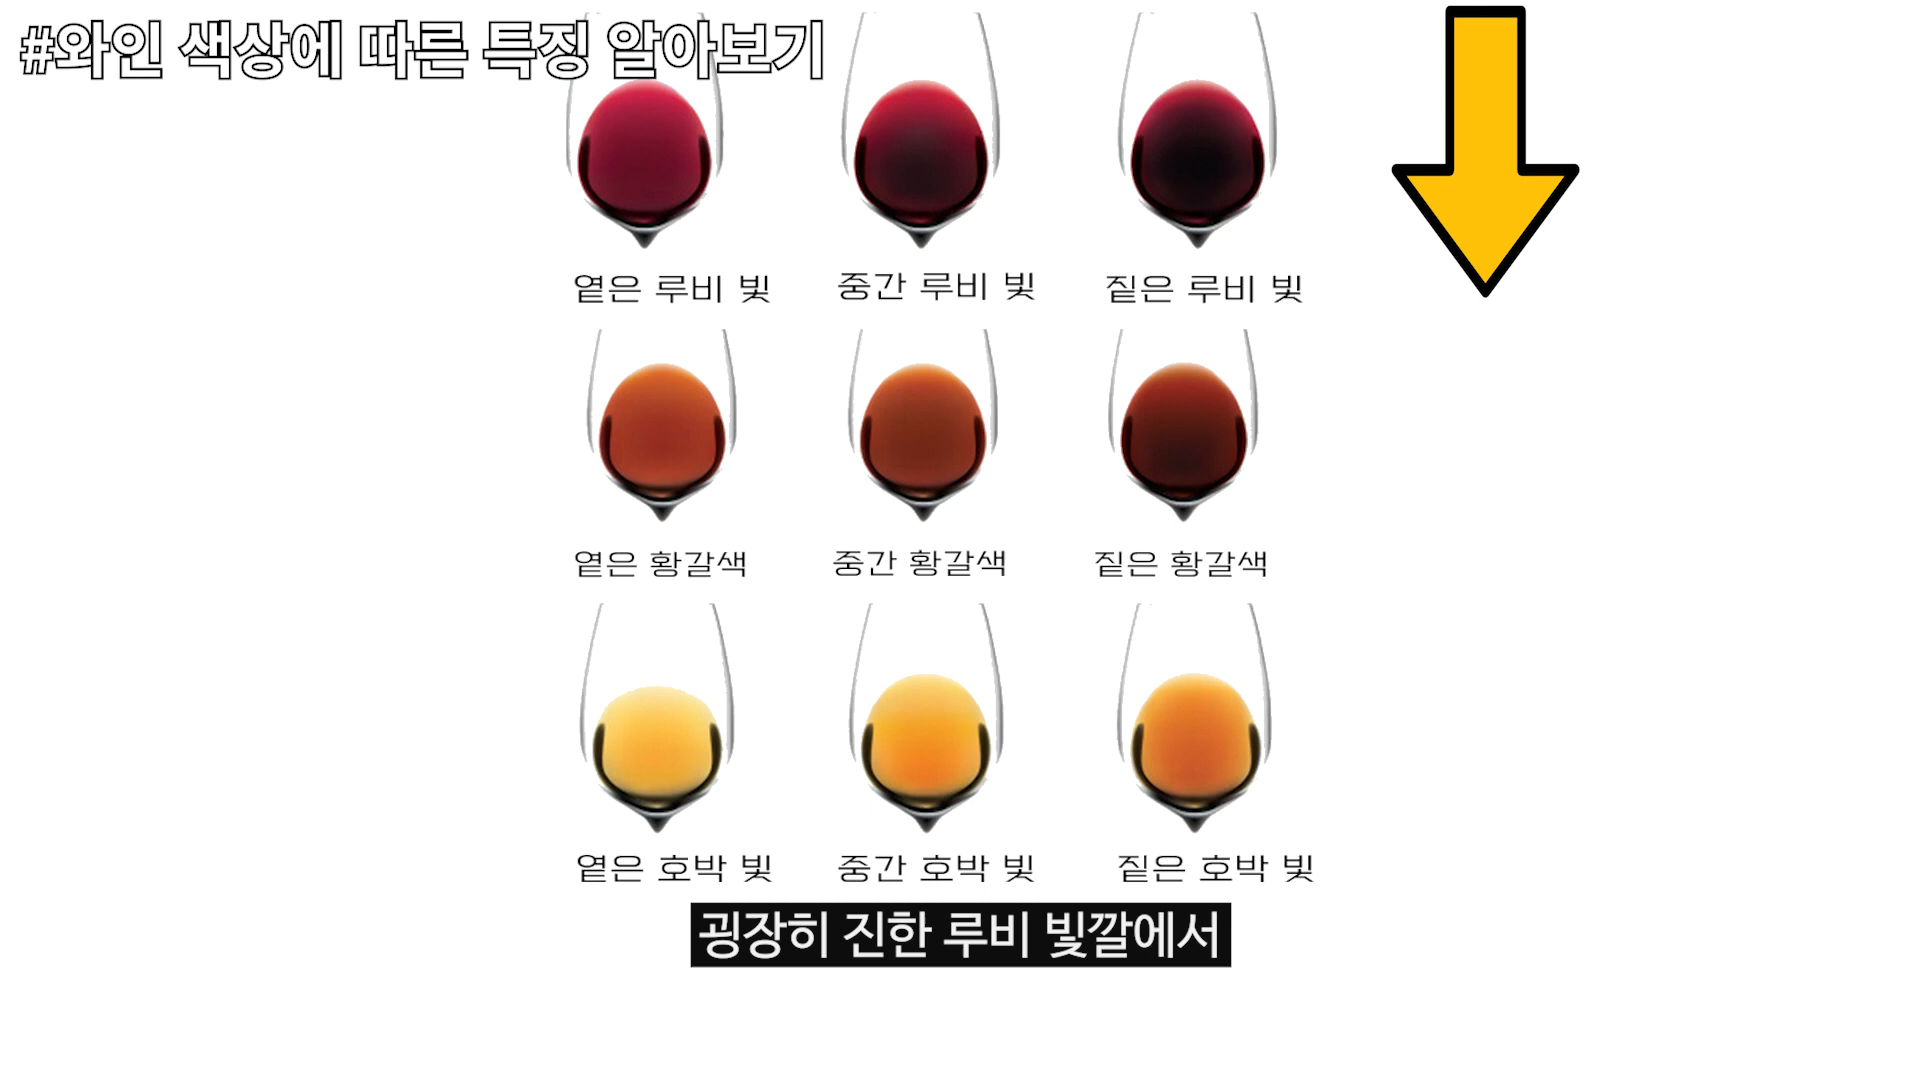 #와인 색상에 따른 특징 알아보기
옅은 루비 빛
중간 루비 빛
짙은 루비 빛
옅은 황갈색
중간 황갈색
짙은 황갈색
옅은 호박 빛
중간 호박 빛
짙은 호박 빛
굉장히 진한 루비 빛깔에서